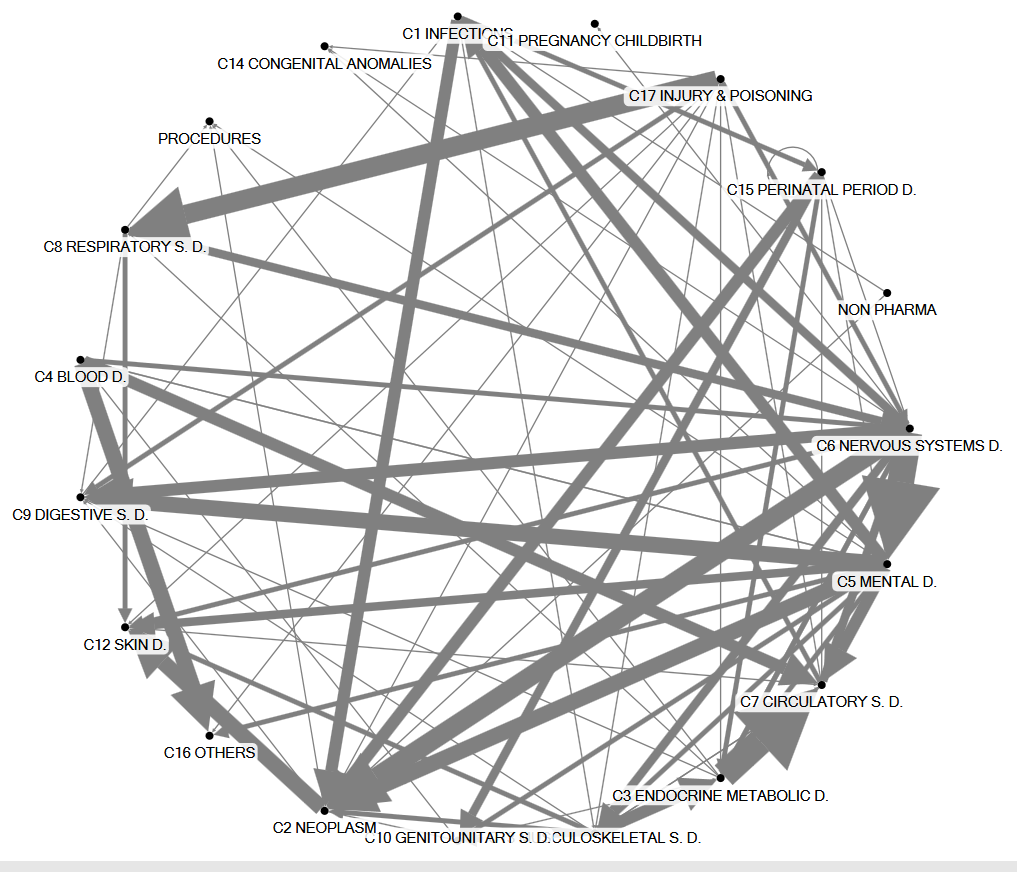 C1 INFECTIONS
C11 PREGNANCY CHILDBIRTH
C14 CONGENITAL ANOMALIES
C17 INJURY & POISONING
PROCEDURES
C15 PERINATAL PERIOD D.
C8 RESPIRATORY S. D.
NON PHARMA
C4 BLOOD D.
C6 NERVOUS SYSTEMS D.
C9 DIGESTIVE S. D.
C5 MENTAL D.
C12 SKIN D.
C7 CIRCULATORY S. D.
C16 OTHERS
C3 ENDOCRINE METABOLIC D.
C2 NEOPLASM
C10 GENITOUNITARY S. D.
CULOSKELETAL S. D.